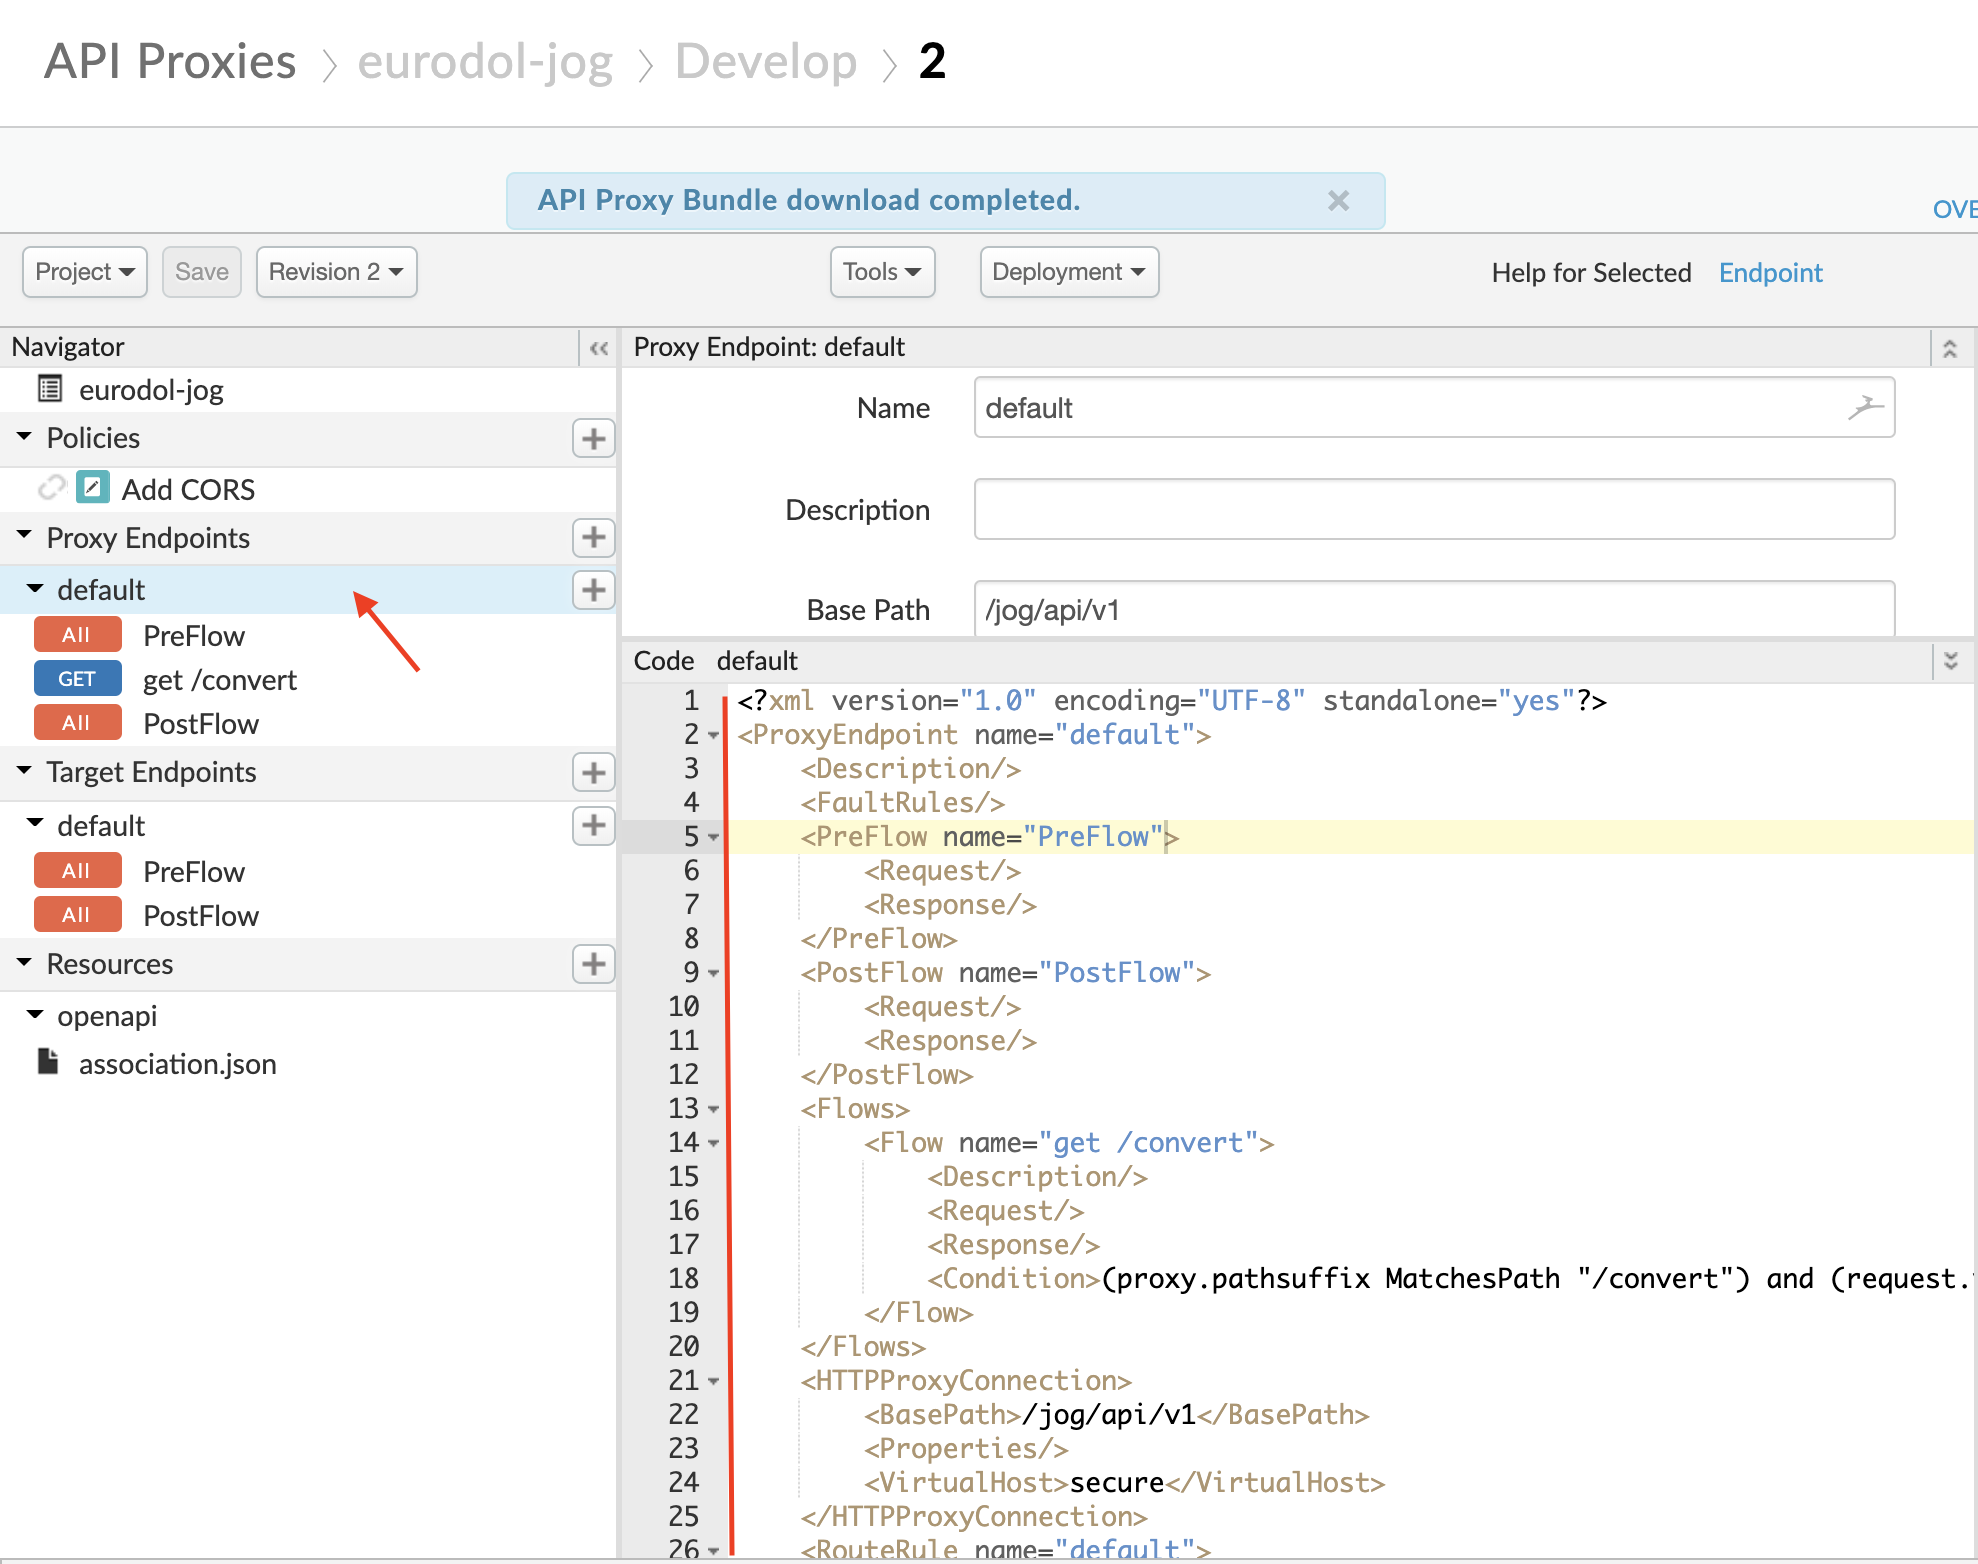 API Proxies > eurodol-jog > Develop > 2
API Proxy Bundle download completed. ×
OVE
Project Save Revision 2 Tools Deployment Help for Selected Endpoint
Navigator «
eurodol-jog
Policies +
Add CORS
Proxy Endpoints +
default +
All PreFlow
GET get /convert
All PostFlow
Target Endpoints +
default +
All PreFlow
All PostFlow
Resources +
openapi
association.json
Proxy Endpoint: default
Name default
Description
Base Path /jog/api/v1
Code default
1 <?xml version="1.0" encoding="UTF-8" standalone="yes"?>
2 <ProxyEndpoint name="default">
3 <Description/>
4 <FaultRules/>
5 <PreFlow name="PreFlow">
6 <Request/>
7 <Response/>
8 </PreFlow>
9 <PostFlow name="PostFlow">
10 <Request/>
11 <Response/>
12 </PostFlow>
13 <Flows>
14 <Flow name="get /convert">
15 <Description/>
16 <Request/>
17 <Response/>
18 <Condition>(proxy.pathsuffix MatchesPath "/convert") and (request.
19 </Flow>
20 </Flows>
21 <HTTPProxyConnection>
22 <BasePath>/jog/api/v1</BasePath>
23 <Properties/>
24 <VirtualHost>secure</VirtualHost>
25 </HTTPProxyConnection>
26 <RouteRule name="default">